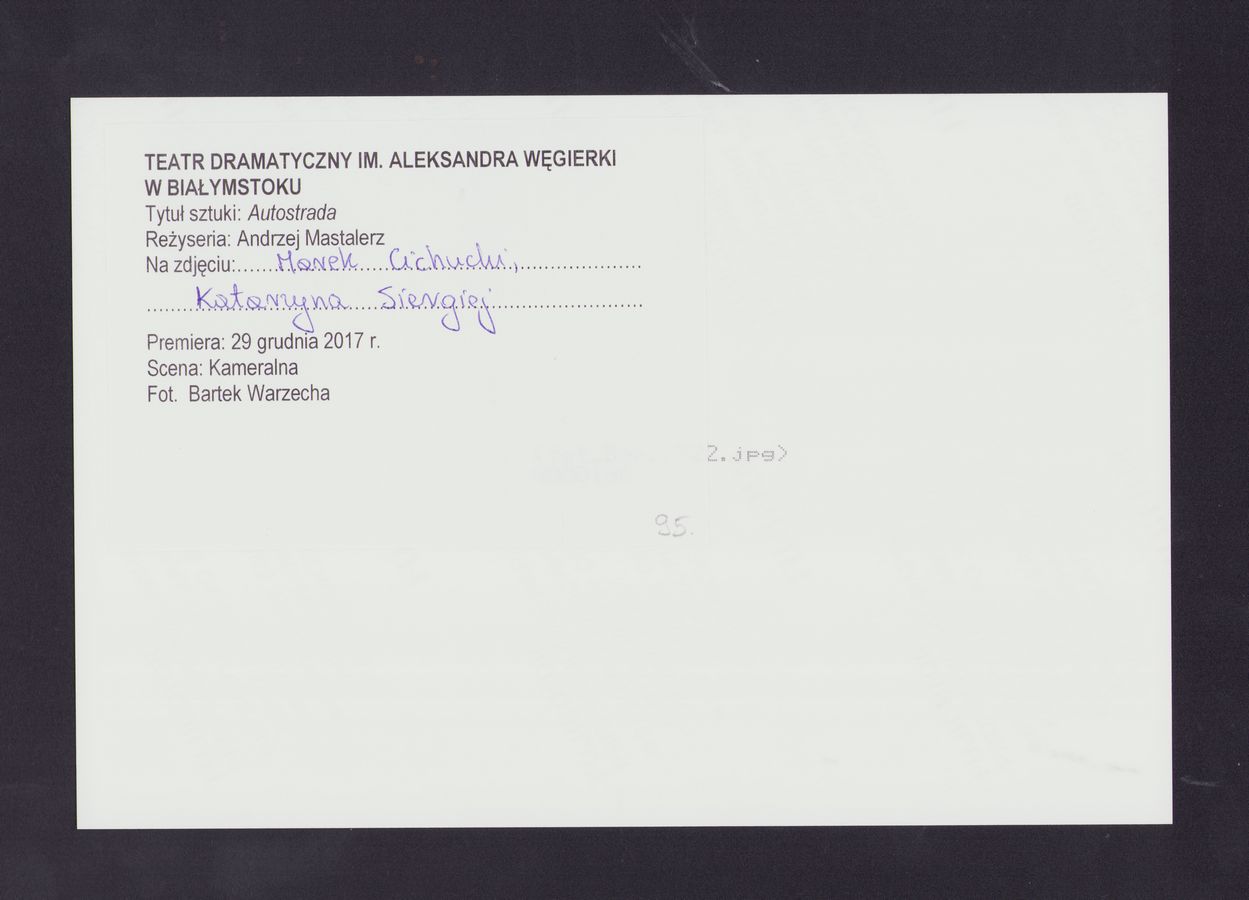 TEATR DRAMATYCZNY IM. ALEKSANDRA WĘGIERKI
W BIAŁYMSTOKU
Tytuł sztuki: Autostrada
Reżyseria: Andrzej Mastalerz
Na zdjęciu:.....Marek.....Cichucki,......................
.........Katarzyna.....Siergiej...........................
Premiera: 29 grudnia 2017 r.
Scena: Kameralna
Fot. Bartek Warzecha
2.jpg>
95.